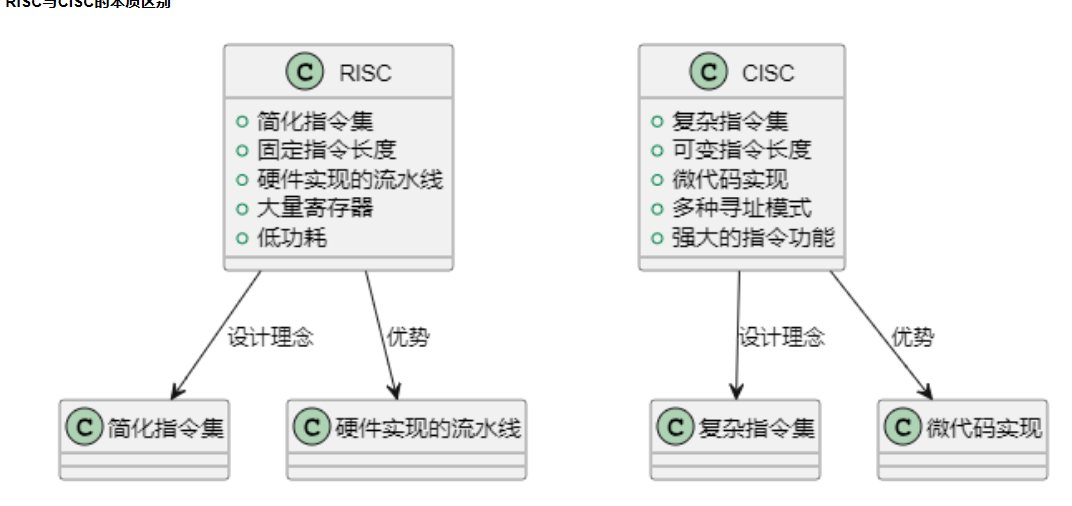 RISC与CISC的本质区别
C RISC
简化指令集
固定指令长度
硬件实现的流水线
大量寄存器
低功耗
C CISC
复杂指令集
可变指令长度
微代码实现
多种寻址模式
强大的指令功能
设计理念
优势
设计理念
优势
C 简化指令集
C 硬件实现的流水线
C 复杂指令集
C 微代码实现